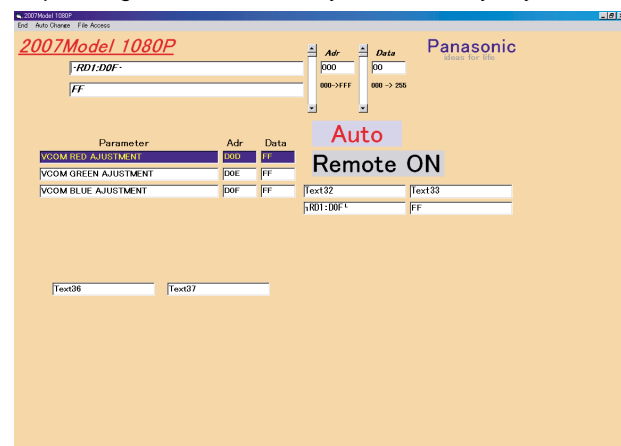 2007Model 1080P
End Auto Change File Access
2007Model 1080P
Adr Data
Panasonic
ideas for life
-RD1:D0F-
000
00
FF
000->FFF
000 -> 255
Auto
Parameter Adr Data
Remote ON
VCOM RED AJUSTMENT D0D FF
VCOM GREEN AJUSTMENT D0E FF
VCOM BLUE AJUSTMENT D0F FF
Text32 Text33
┐RD1:D0F└ FF
Text36 Text37